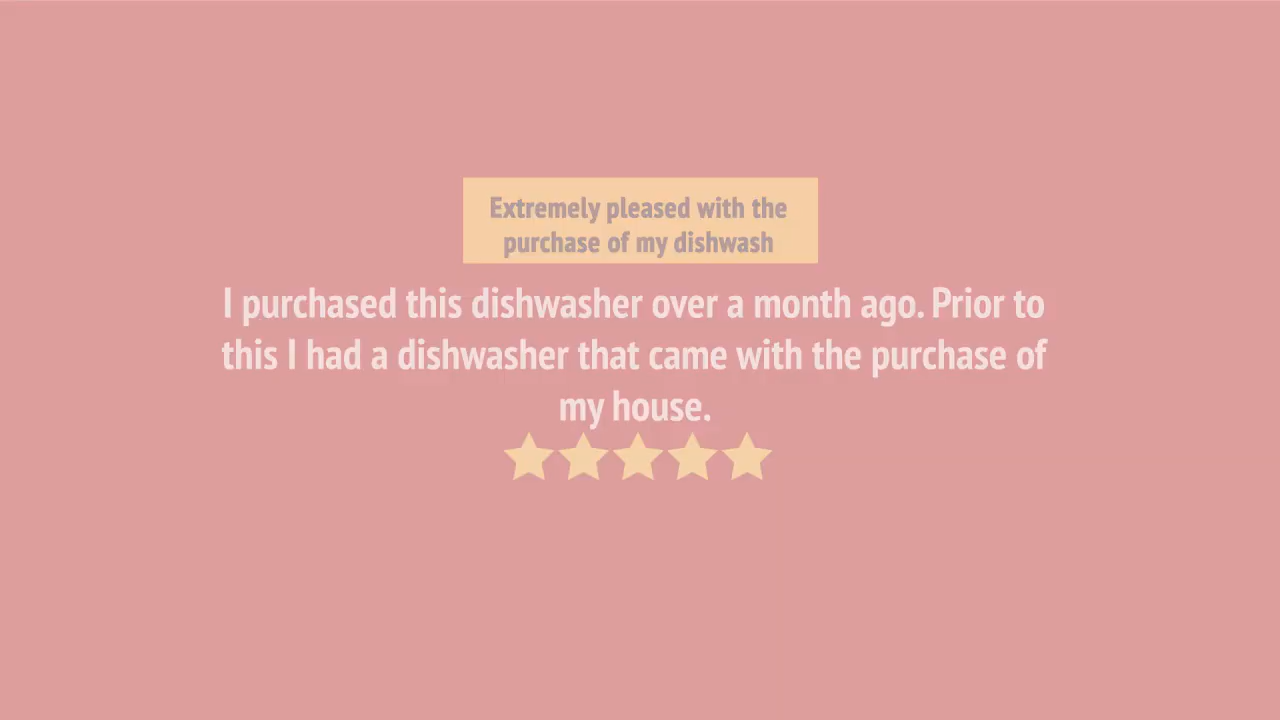 Extremely pleased with the
purchase of my dishwash
I purchased this dishwasher over a month ago. Prior to
this I had a dishwasher that came with the purchase of
my house.